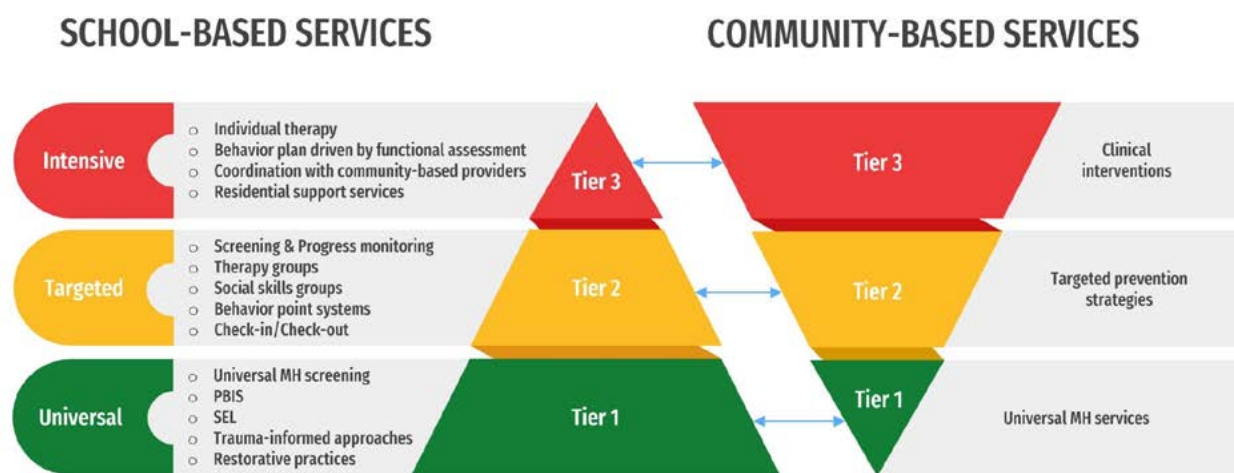 SCHOOL-BASED SERVICES
COMMUNITY-BASED SERVICES
Intensive
○ Individual therapy
○ Behavior plan driven by functional assessment
○ Coordination with community-based providers
○ Residential support services
Tier 3
Tier 3
Clinical
interventions
Targeted
○ Screening & Progress monitoring
○ Therapy groups
○ Social skills groups
○ Behavior point systems
○ Check-in/Check-out
Tier 2
Tier 2
Targeted prevention
strategies
Universal
○ Universal MH screening
○ PBIS
○ SEL
○ Trauma-informed approaches
○ Restorative practices
Tier 1
Tier 1
Universal MH services